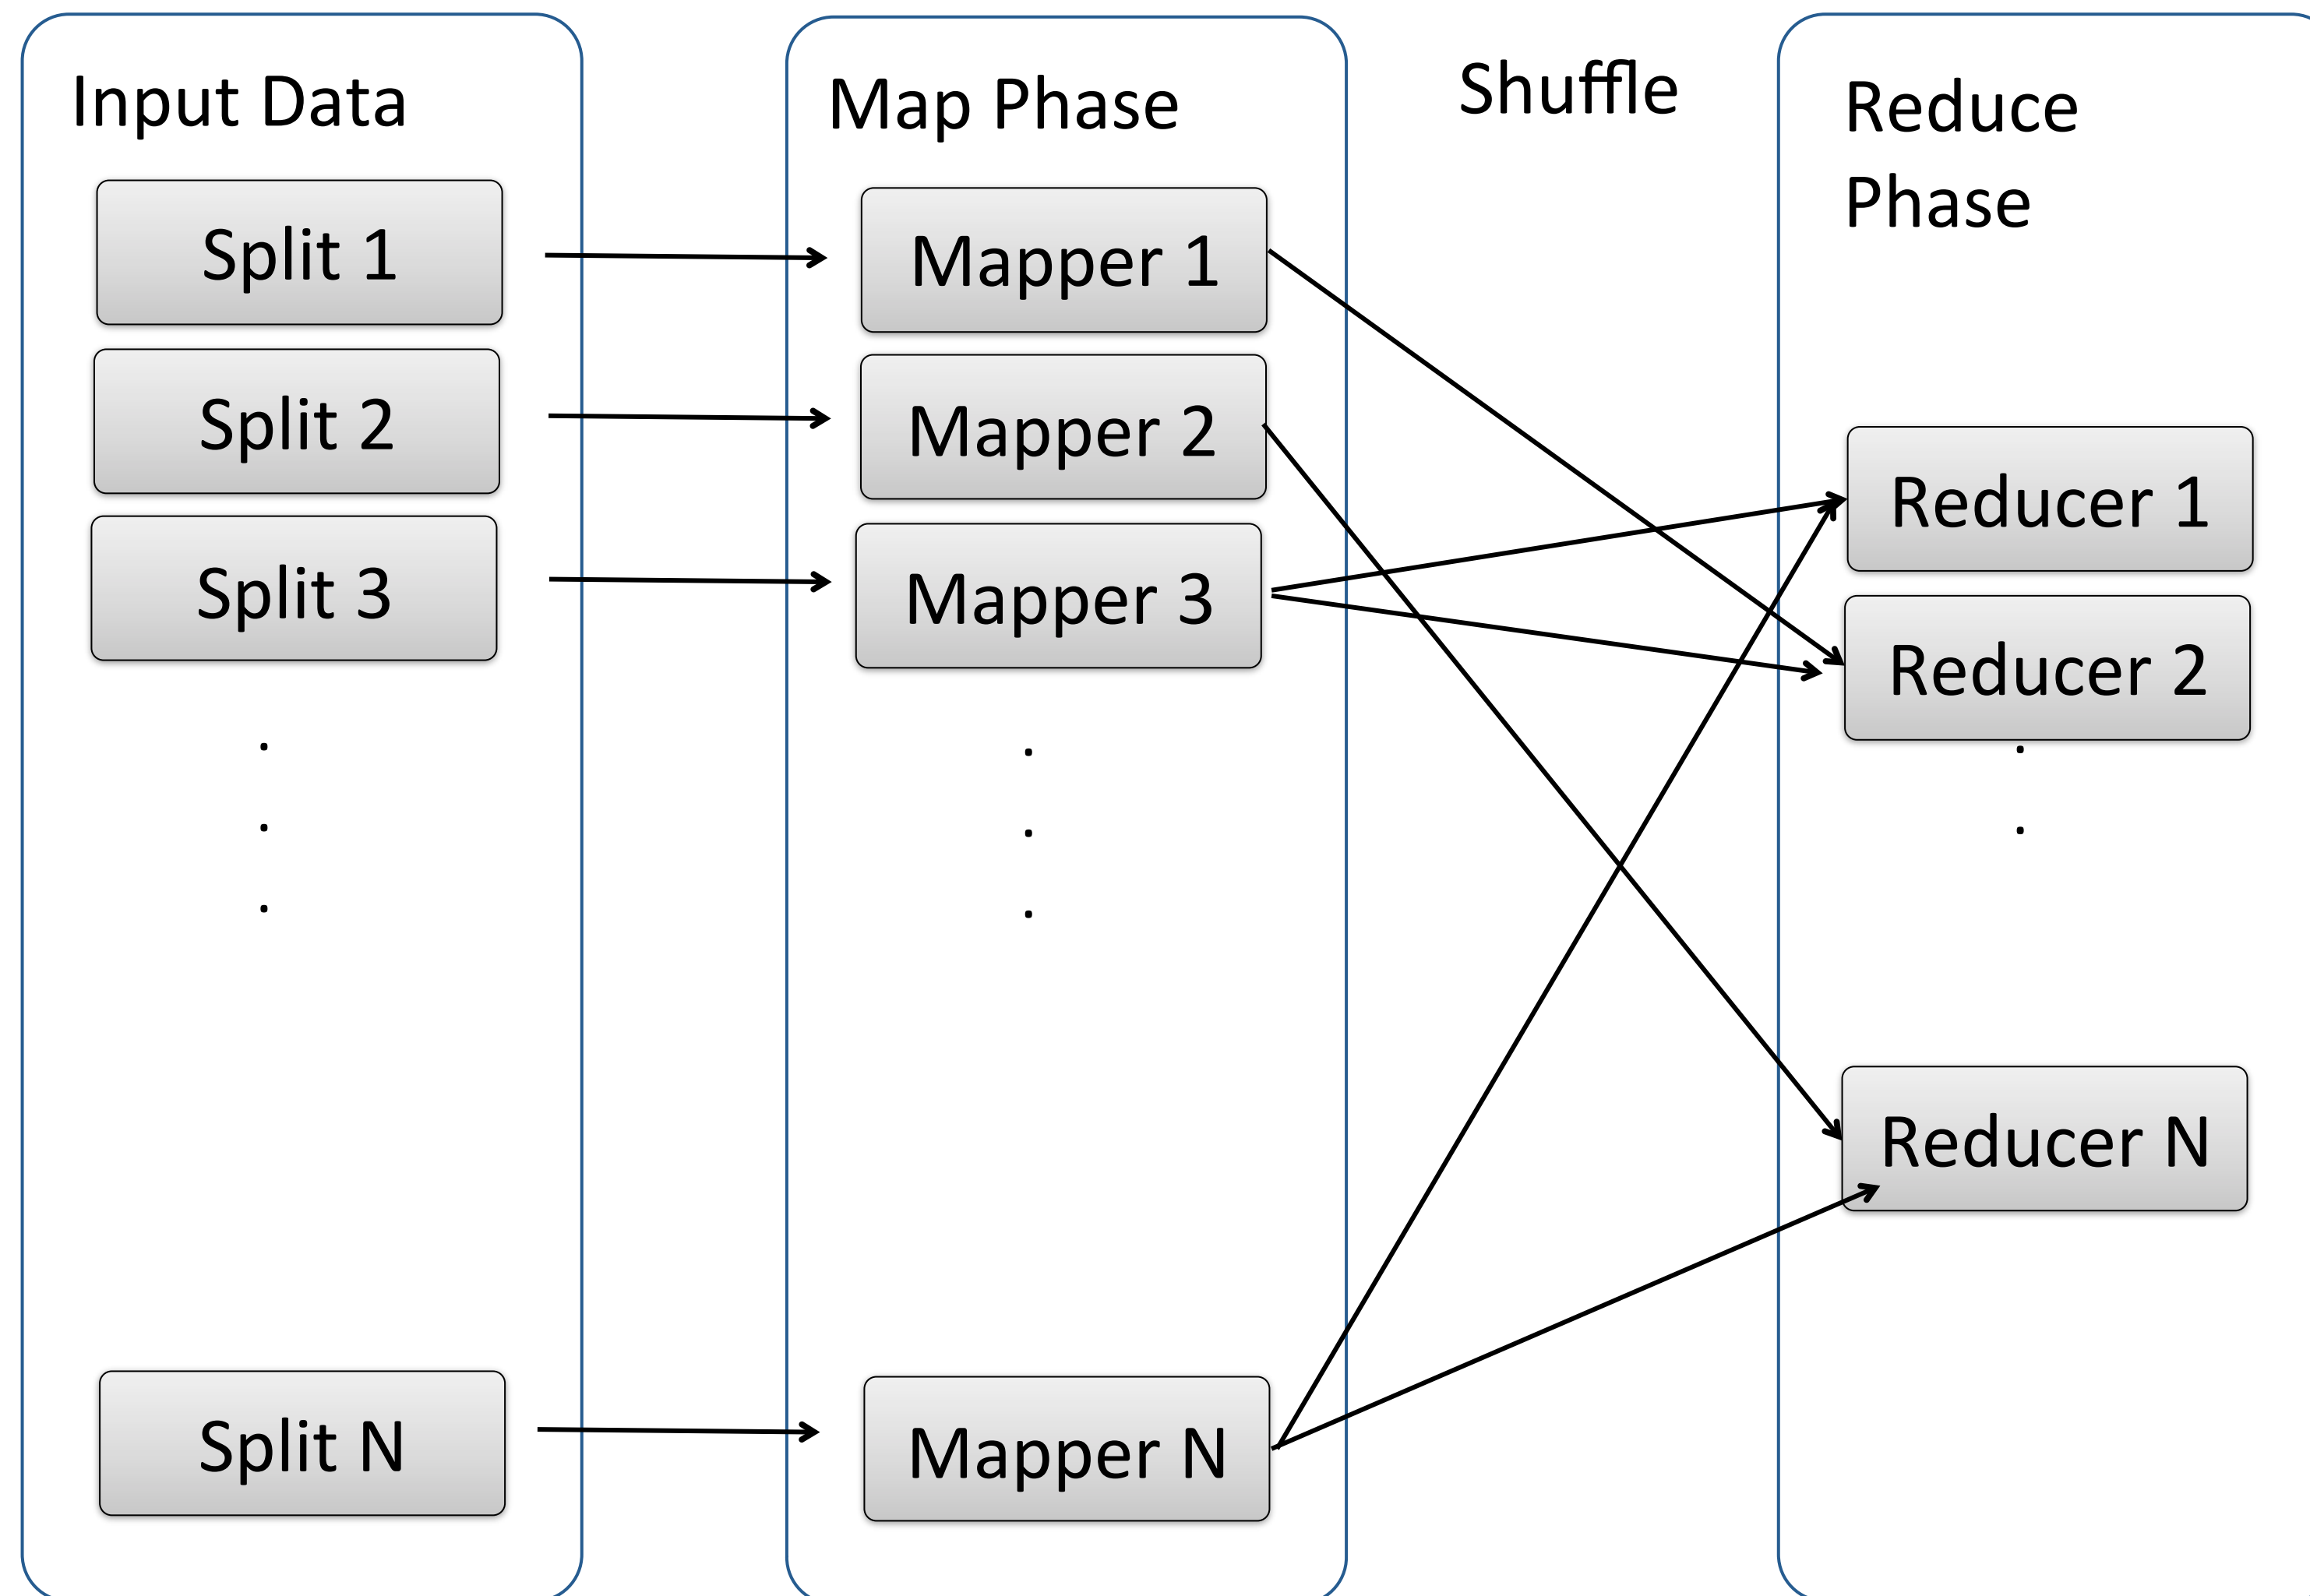 Input Data
Split 1
Split 2
Split 3
.
.
.
Split N
Map Phase
Mapper 1
Mapper 2
Mapper 3
.
.
.
Mapper N
Shuffle
Reduce
Phase
Reducer 1
Reducer 2
.
.
Reducer N